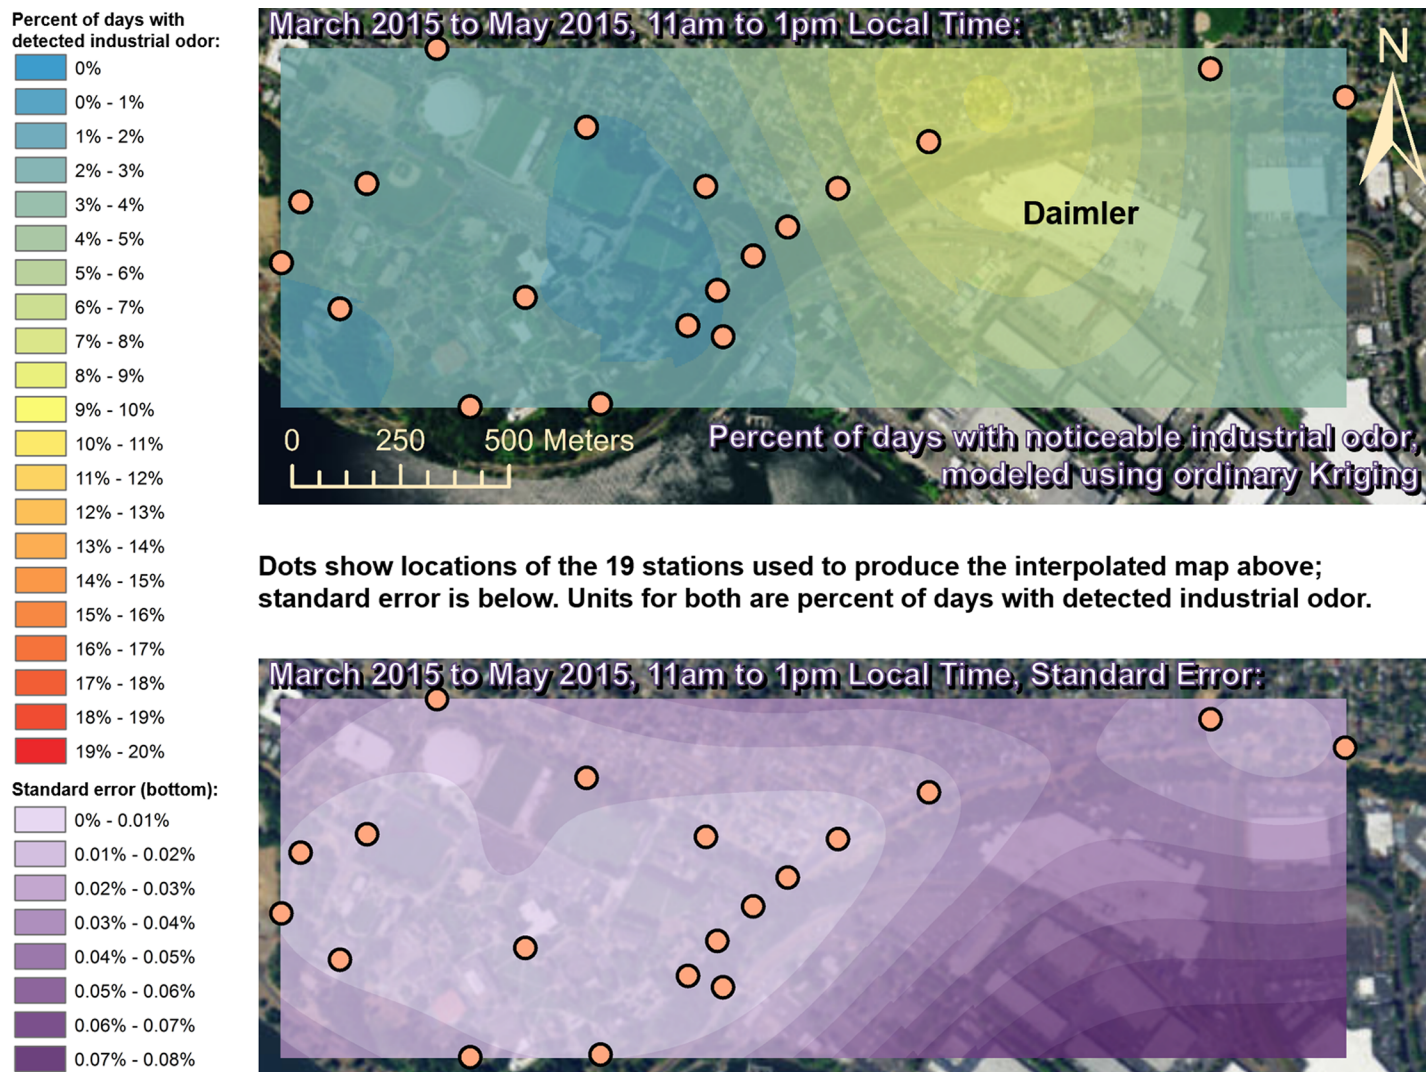 Percent of days with
detected industrial odor:
0%
0% - 1%
1% - 2%
2% - 3%
3% - 4%
4% - 5%
5% - 6%
6% - 7%
7% - 8%
8% - 9%
9% - 10%
10% - 11%
11% - 12%
12% - 13%
13% - 14%
14% - 15%
15% - 16%
16% - 17%
17% - 18%
18% - 19%
19% - 20%
Standard error (bottom):
0% - 0.01%
0.01% - 0.02%
0.02% - 0.03%
0.03% - 0.04%
0.04% - 0.05%
0.05% - 0.06%
0.06% - 0.07%
0.07% - 0.08%
March 2015 to May 2015, 11am to 1pm Local Time:
N
Daimler
0 250 500 Meters
Percent of days with noticeable industrial odor,
modeled using ordinary Kriging
Dots show locations of the 19 stations used to produce the interpolated map above;
standard error is below. Units for both are percent of days with detected industrial odor.
March 2015 to May 2015, 11am to 1pm Local Time, Standard Error: